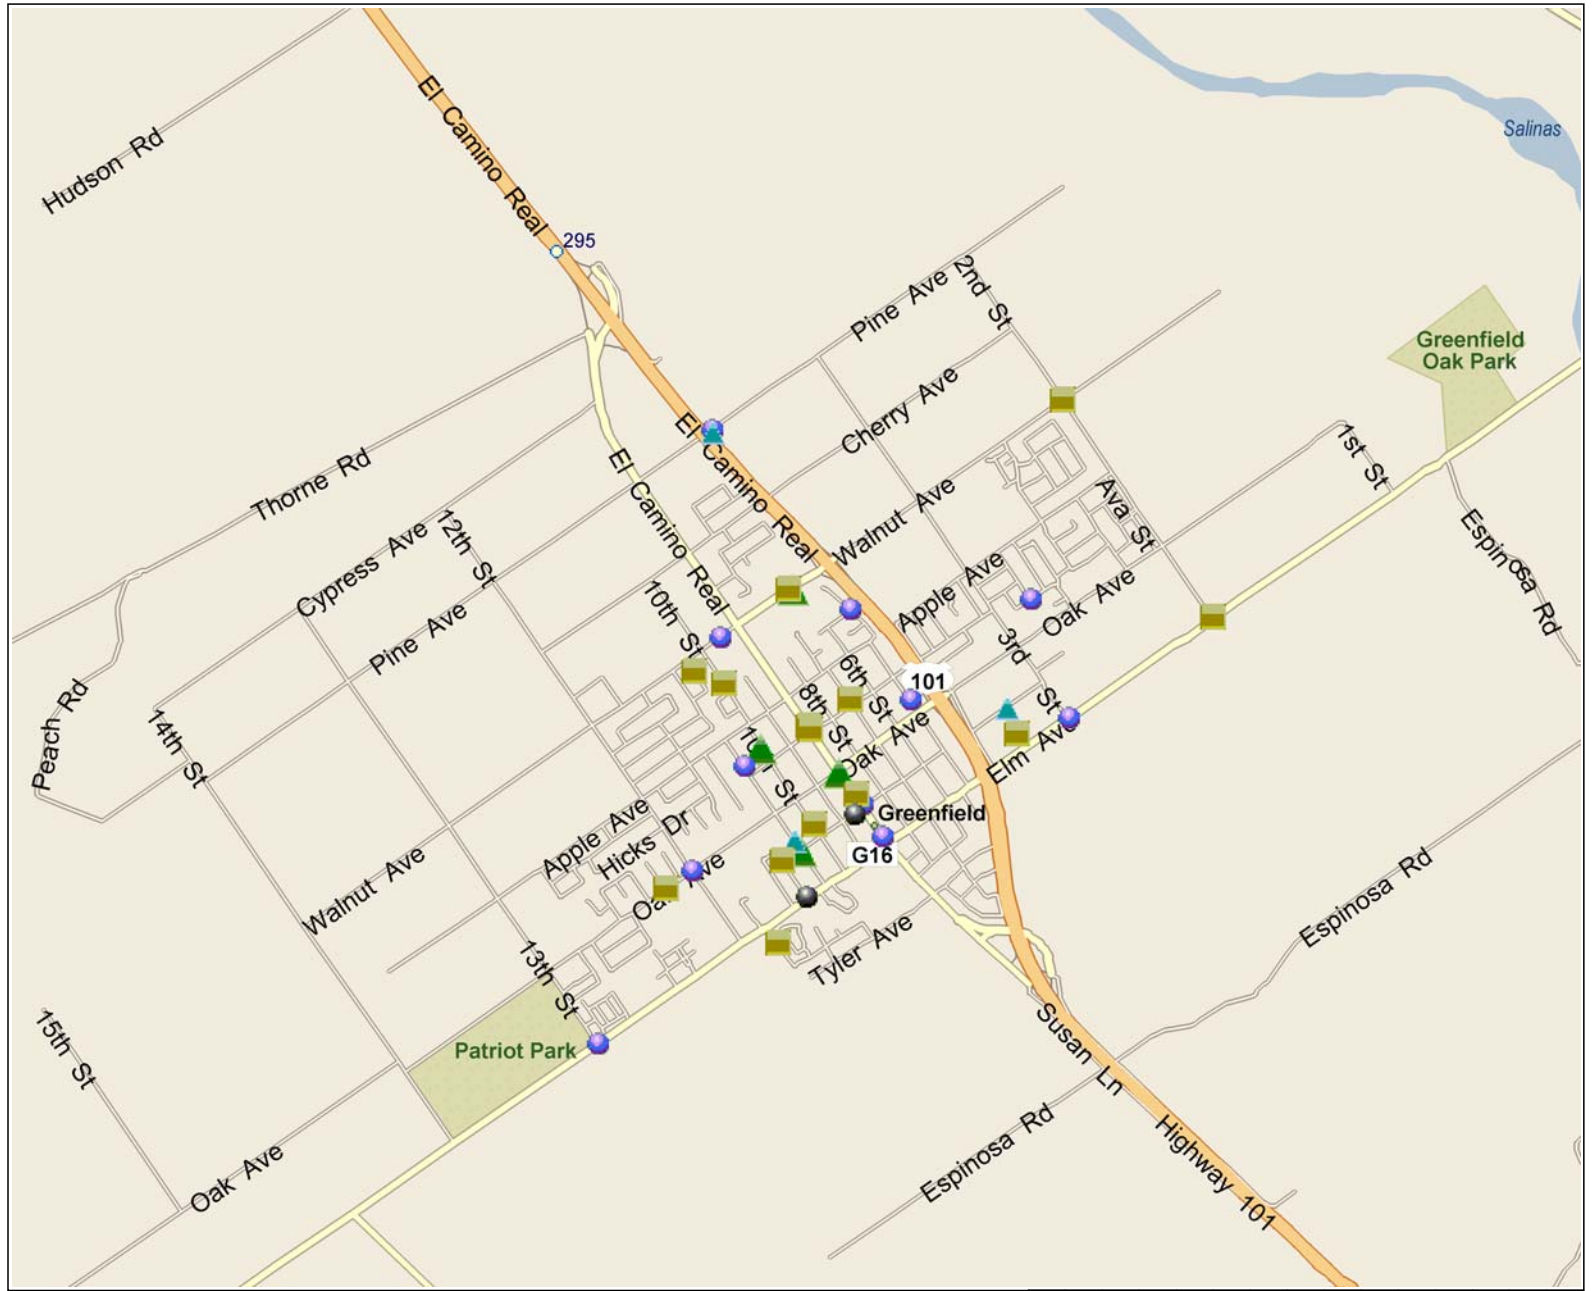 Salinas
Hudson Rd
El Camino Real
295
2nd St
Pine Ave
Greenfield
Oak Park
Cherry Ave
El Camino Real
1st St
Thorne Rd
El Camino Real
Walnut Ave
Ava St
12th St
Cypress Ave
Espinosa Rd
10th St
Apple Ave
Oak Ave
Pine Ave
3rd St
6th St
101
8th St
Peach Rd
14th St
Oak Ave
Elm Ave
10th St
Greenfield
G16
Apple Ave
Hicks Dr
Walnut Ave
Oak Ave
Espinosa Rd
Tyler Ave
13th St
15th St
Patriot Park
Susan Ln
Espinosa Rd
Oak Ave
Highway 101